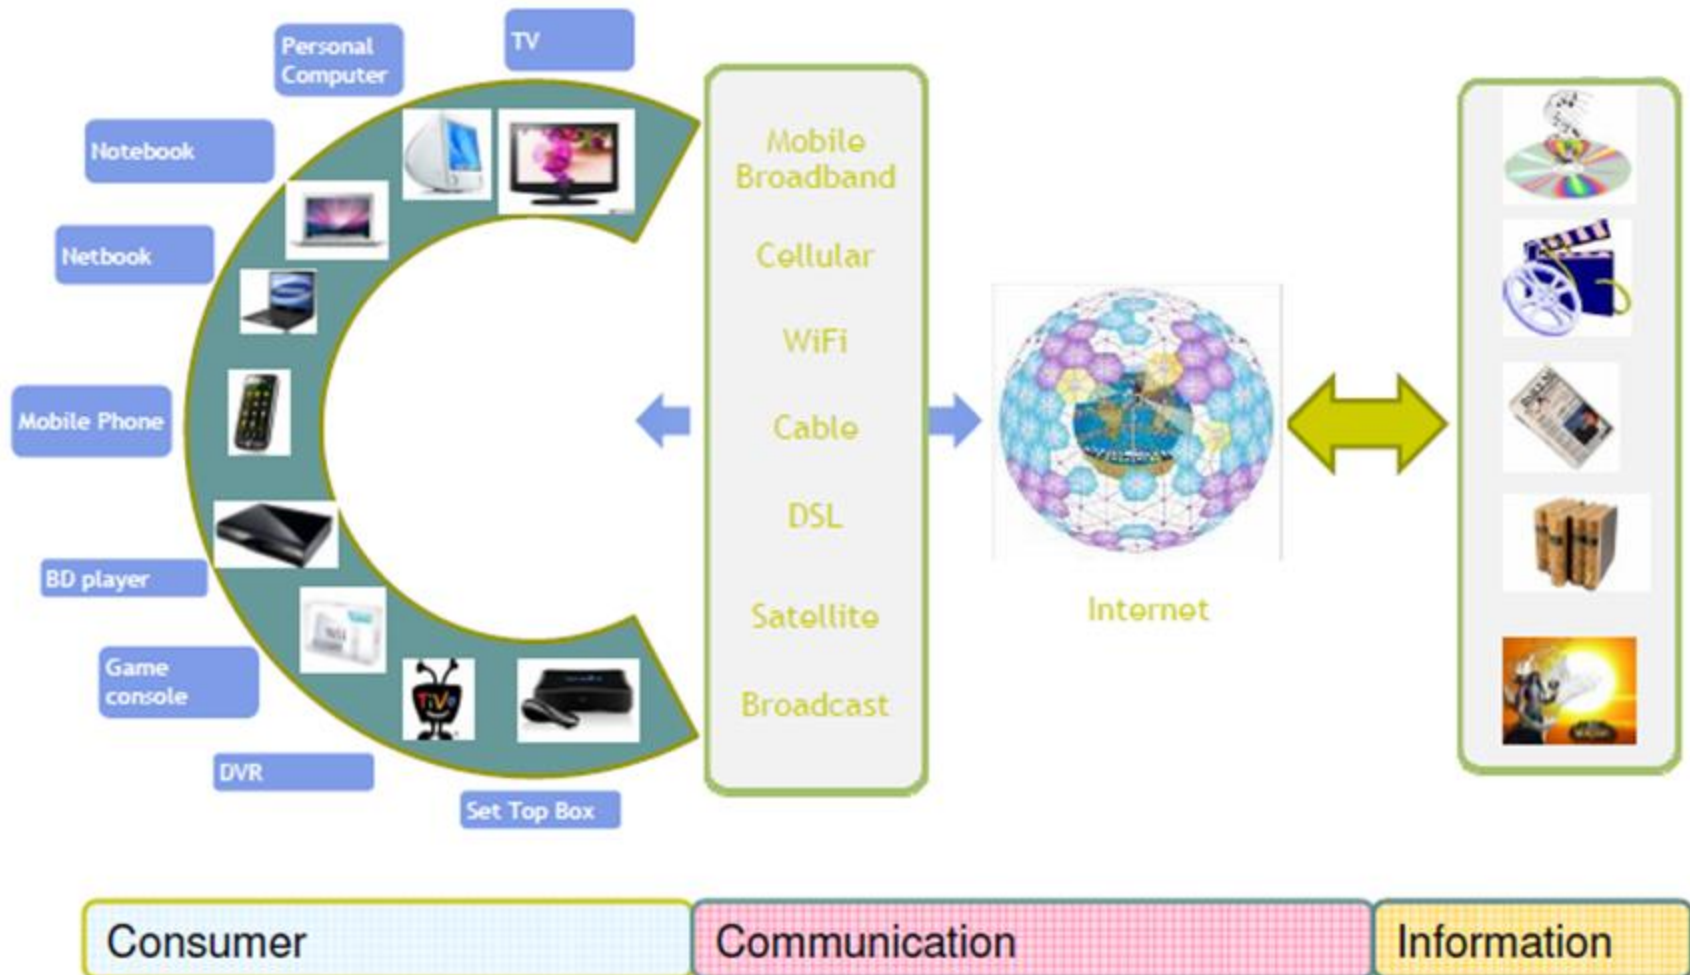 TV
Personal
Computer
Notebook
Netbook
Mobile Phone
BD player
Game
console
DVR
Set Top Box
TiVo
Mobile
Broadband
Cellular
WiFi
Cable
DSL
Satellite
Broadcast
Internet
Consumer
Communication
Information